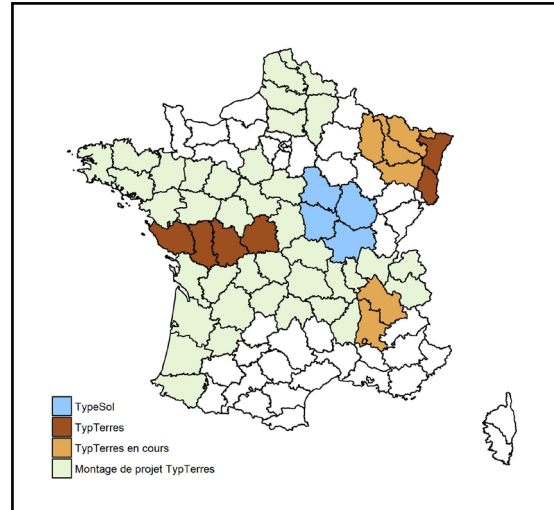 TypeSol
TypTerres
TypTerres en cours
Montage de projet TypTerres